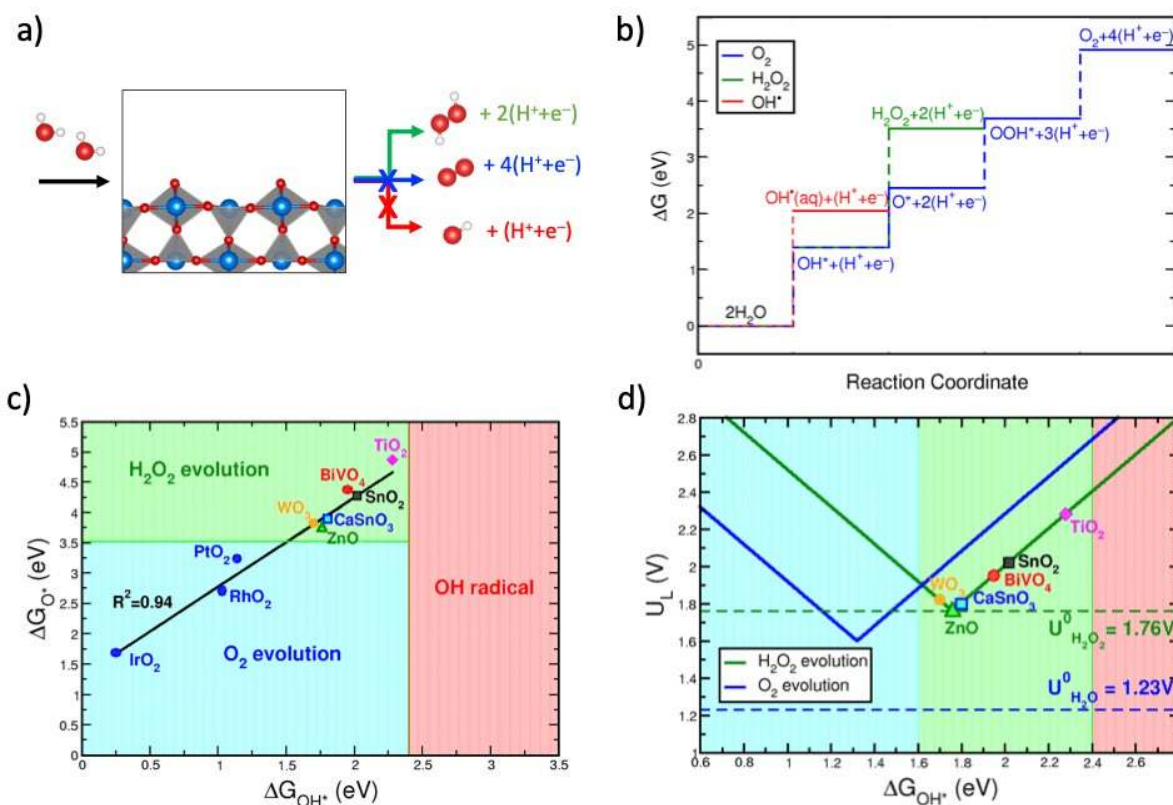 a)
+ 2(H⁺+e⁻)
+ 4(H⁺+e⁻)
+ (H⁺+e⁻)
b)
ΔG (eV)
5
4
3
2
1
0
O₂
H₂O₂
OH•
O₂+4(H⁺+e⁻)
H₂O₂+2(H⁺+e⁻)
OOH*+3(H⁺+e⁻)
OH•(aq)+(H⁺+e⁻)
O*+2(H⁺+e⁻)
OH*+(H⁺+e⁻)
2H₂O
0
Reaction Coordinate
c)
ΔG_O* (eV)
5.5
5
4.5
4
3.5
3
2.5
2
1.5
1
0.5
0
H₂O₂ evolution
TiO₂
BiVO₄
SnO₂
WO₃
CaSnO₃
ZnO
PtO₂
OH radical
R²=0.94
RhO₂
IrO₂
O₂ evolution
0 0.5 1 1.5 2 2.5 3 3.5
ΔG_OH* (eV)
d)
U_L (V)
2.8
2.6
2.4
2.2
2
1.8
1.6
1.4
1.2
1
TiO₂
SnO₂
WO₃
BiVO₄
CaSnO₃
ZnO
U⁰_H₂O₂ = 1.76V
H₂O₂ evolution
O₂ evolution
U⁰_H₂O = 1.23V
0.6 0.8 1 1.2 1.4 1.6 1.8 2 2.2 2.4 2.6
ΔG_OH* (eV)